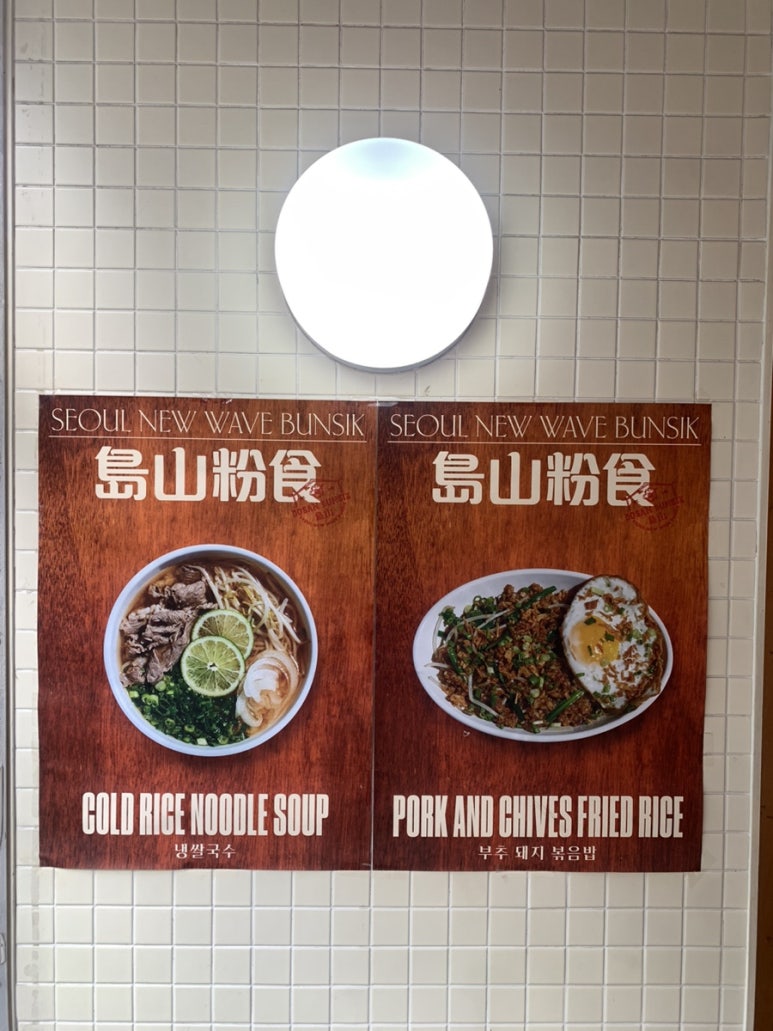 SEOUL NEW WAVE BUNSIK
島山粉食
COLD RICE NOODLE SOUP
냉쌀국수
SEOUL NEW WAVE BUNSIK
島山粉食
PORK AND CHIVES FRIED RICE
부추 돼지 볶음밥